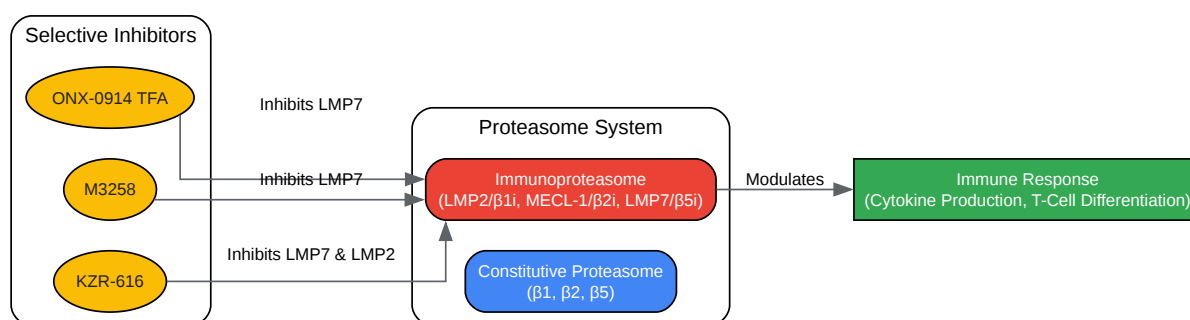 Selective Inhibitors
ONX-0914 TFA
M3258
KZR-616
Inhibits LMP7
Inhibits LMP7
Inhibits LMP7 & LMP2
Proteasome System
Immunoproteasome
(LMP2/β1i, MECL-1/β2i, LMP7/β5i)
Constitutive Proteasome
(β1, β2, β5)
Modulates
Immune Response
(Cytokine Production, T-Cell Differentiation)